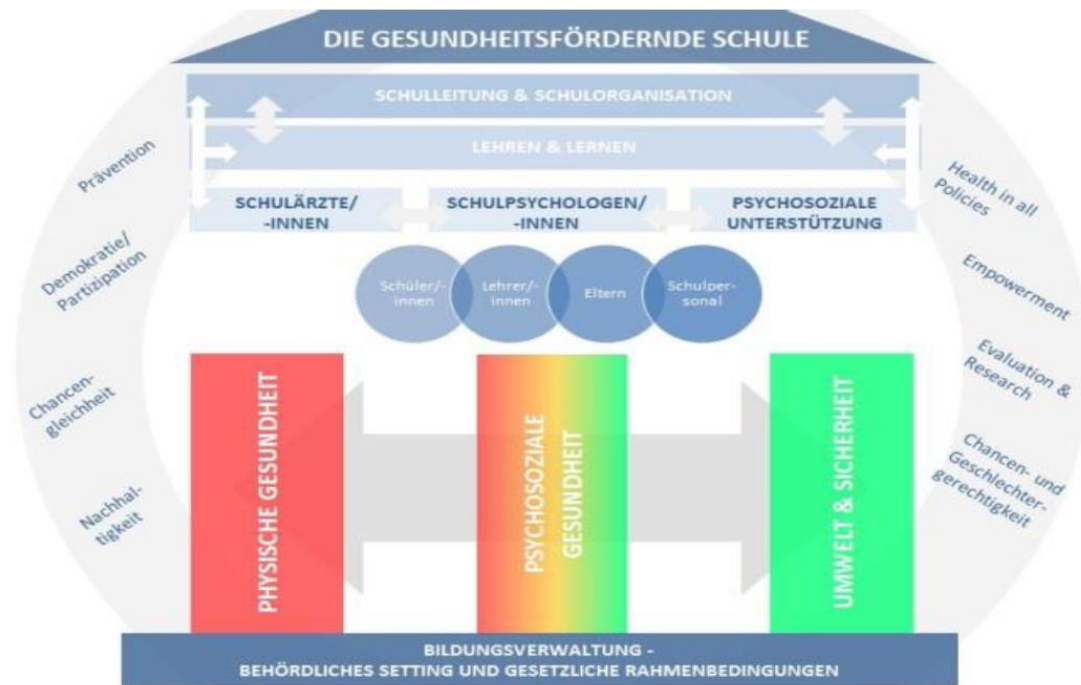 DIE GESUNDHEITSFÖRDERNDE SCHULE
SCHULLEITUNG & SCHULORGANISATION
LEHREN & LERNEN
SCHULÄRZTE/
-INNEN
SCHULPSYCHOLOGEN/
-INNEN
PSYCHOSOZIALE
UNTERSTÜTZUNG
Schüler/-
innen
Lehrer/-
innen
Eltern
Schulper-
sonal
Prävention
Demokratie/
Partizipation
Chancen-
gleichheit
Nachhal-
tigkeit
Health in all
Policies
Empowerment
Evaluation &
Research
Chancen- und
Geschlechter-
gerechtigkeit
PHYSISCHE GESUNDHEIT
PSYCHOSOZIALE
GESUNDHEIT
UMWELT & SICHERHEIT
BILDUNGSVERWALTUNG -
BEHÖRDLICHES SETTING UND GESETZLICHE RAHMENBEDINGUNGEN